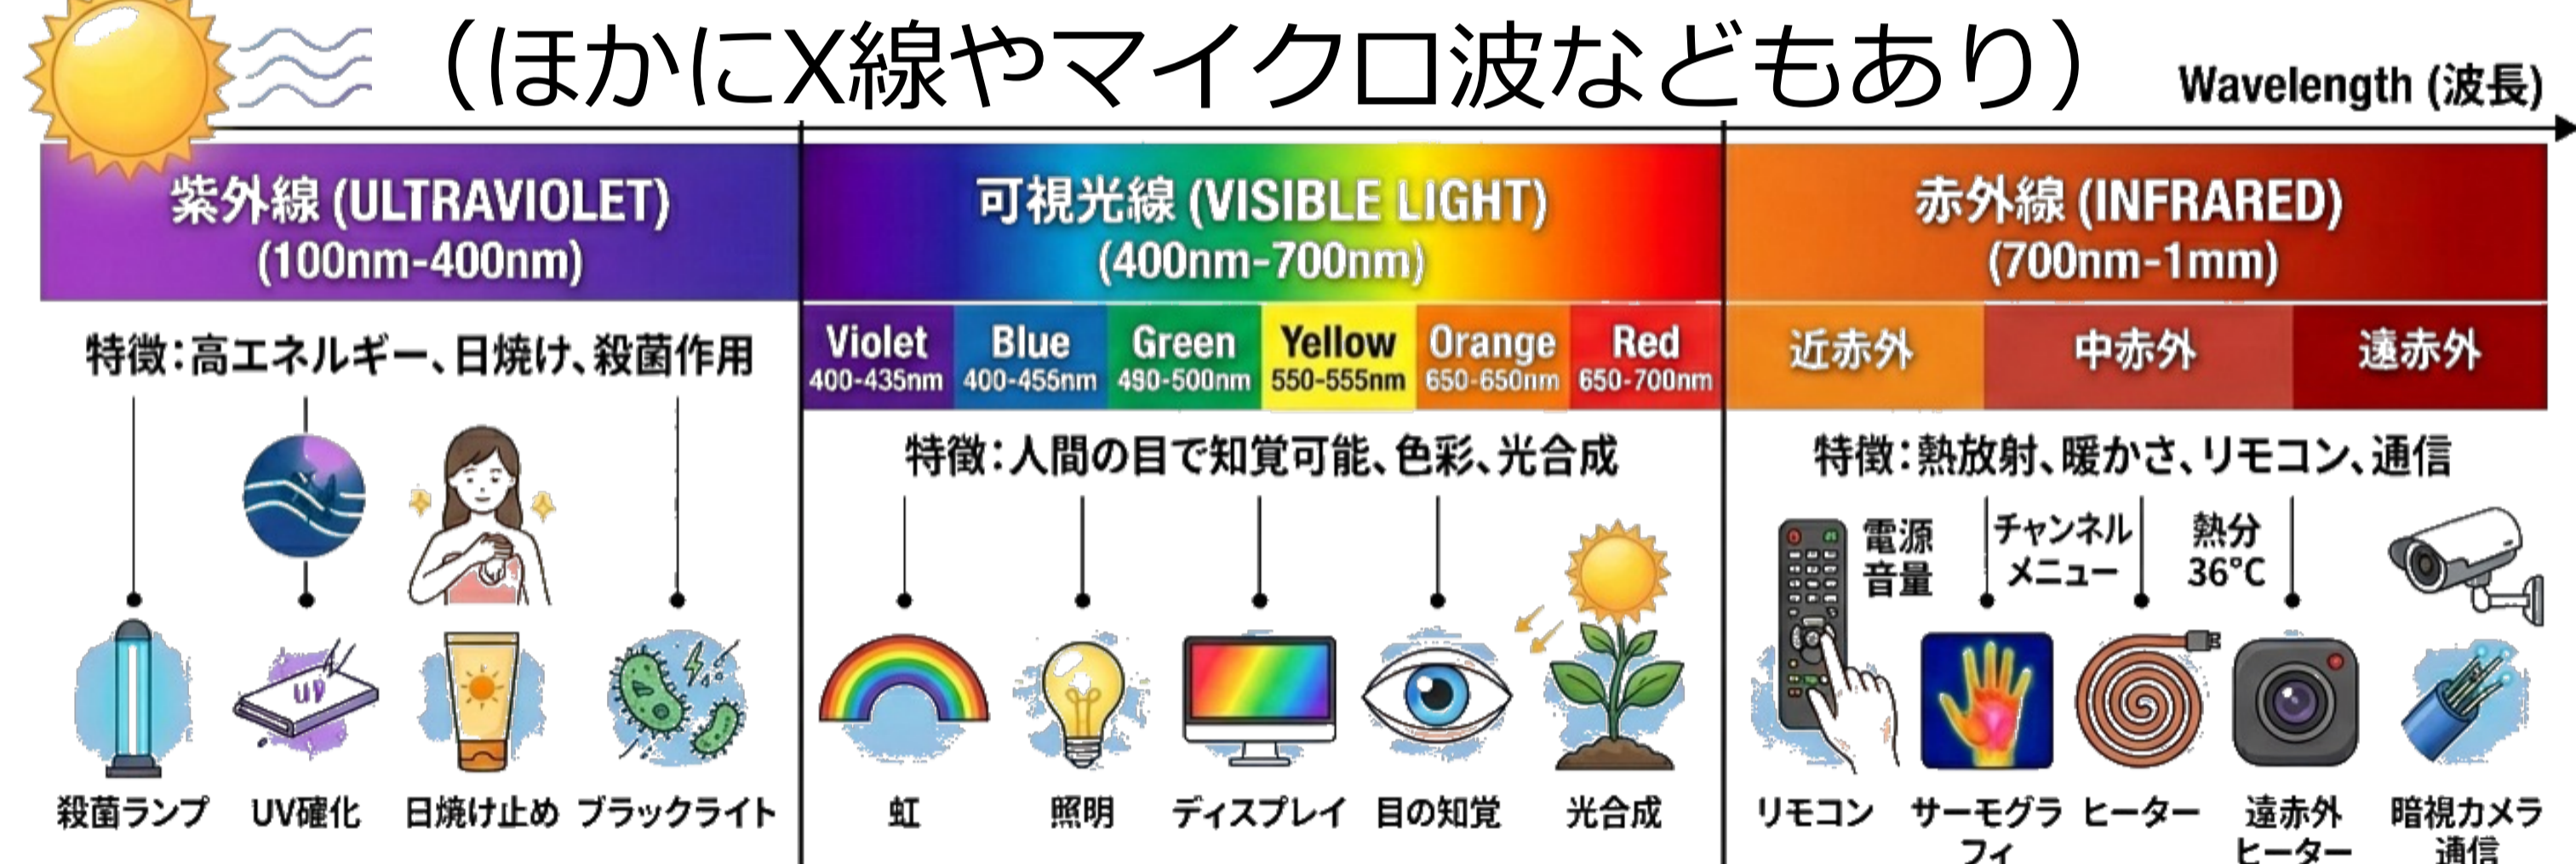 （ほかにX線やマイクロ波などもあり）
Wavelength (波長)
紫外線 (ULTRAVIOLET)
(100nm-400nm)
可視光線 (VISIBLE LIGHT)
(400nm-700nm)
赤外線 (INFRARED)
(700nm-1mm)
Violet
400-435nm
Blue
400-455nm
Green
490-500nm
Yellow
550-555nm
Orange
650-650nm
Red
650-700nm
近赤外
中赤外
遠赤外
特徴：高エネルギー、日焼け、殺菌作用
特徴：人間の目で知覚可能、色彩、光合成
特徴：熱放射、暖かさ、リモコン、通信
電源
音量
チャンネル
メニュー
熱分
36°C
殺菌ランプ
UV確化
日焼け止め
ブラックライト
虹
照明
ディスプレイ
目の知覚
光合成
リモコン
サーモグラ
フィ
ヒーター
遠赤外
ヒーター
暗視カメラ
通信